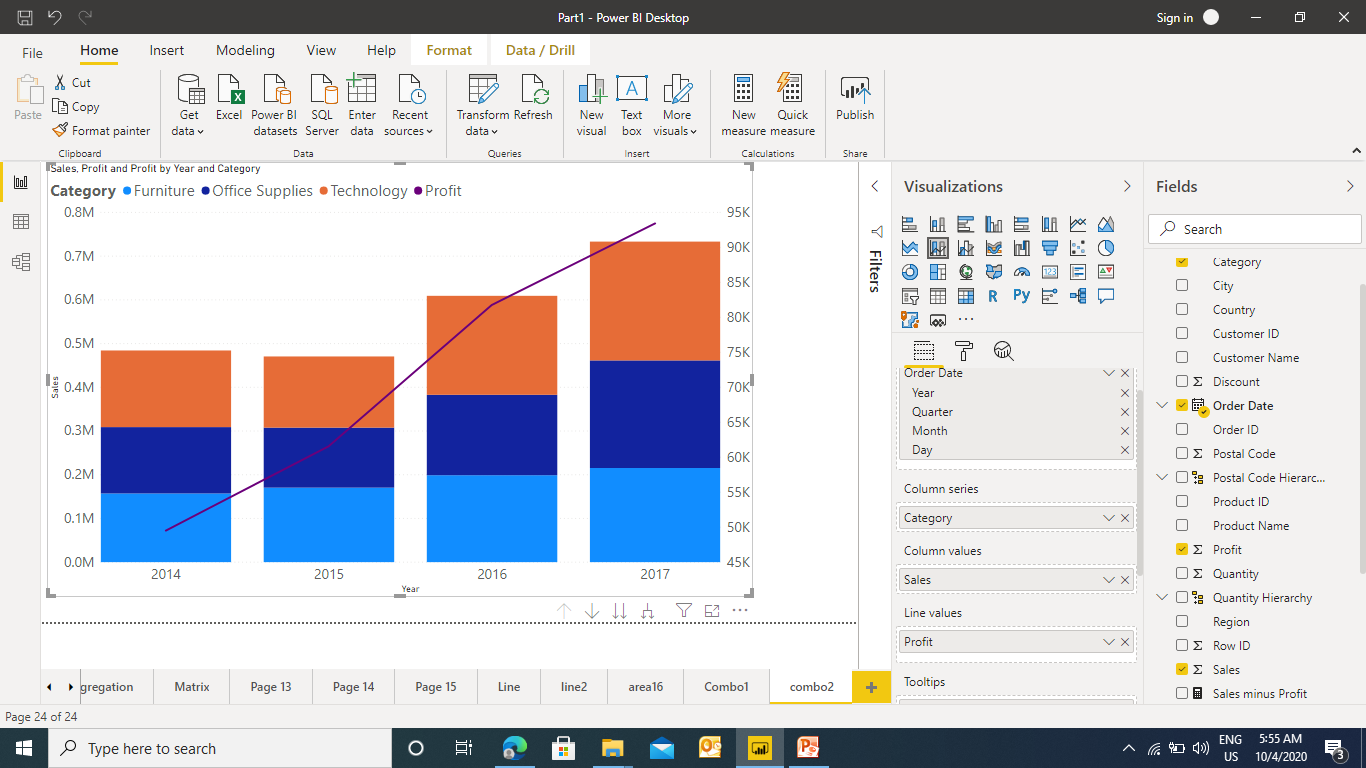 Part1 - Power BI Desktop
Sign in
File Home Insert Modeling View Help Format Data / Drill
Paste
Cut
Copy
Format painter
Clipboard
Get data
Excel
Power BI datasets
SQL Server
Enter data
Recent sources
Data
Transform data
Refresh
Queries
New visual
Text box
More visuals
Insert
New measure
Quick measure
Calculations
Publish
Share
Sales, Profit and Profit by Year and Category
Category Furniture Office Supplies Technology Profit
0.8M
0.7M
0.6M
0.5M
0.4M
0.3M
0.2M
0.1M
0.0M
Sales
95K
90K
85K
80K
75K
70K
65K
60K
55K
50K
45K
2014 2015 2016 2017
Year
Filters
Visualizations
123
R
Py
Order Date
Year
Quarter
Month
Day
Column series
Category
Column values
Sales
Line values
Profit
Tooltips
Fields
Search
Category
City
Country
Customer ID
Customer Name
Discount
Order Date
Order ID
Postal Code
Postal Code Hierarc...
Product ID
Product Name
Profit
Quantity
Quantity Hierarchy
Region
Row ID
Sales
Sales minus Profit
gregation Matrix Page 13 Page 14 Page 15 Line line2 area16 Combo1 combo2
Page 24 of 24
Type here to search
ENG
US
5:55 AM
10/4/2020
3